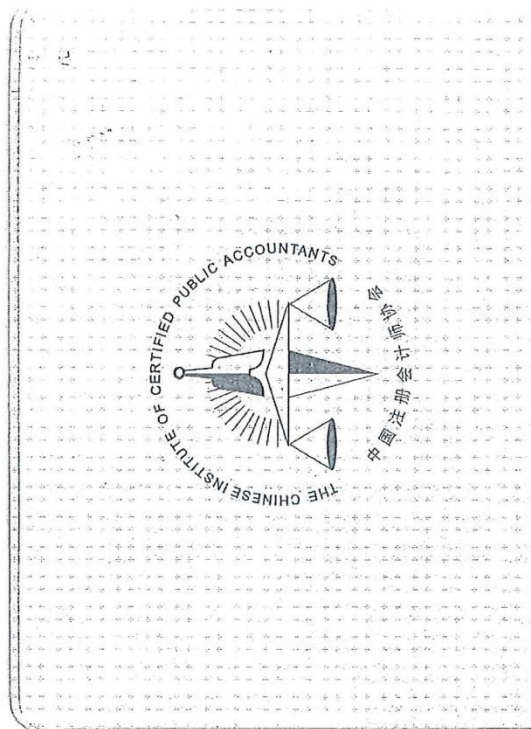 THE CHINESE INSTITUTE OF CERTIFIED PUBLIC ACCOUNTANTS
中国注册会计师协会